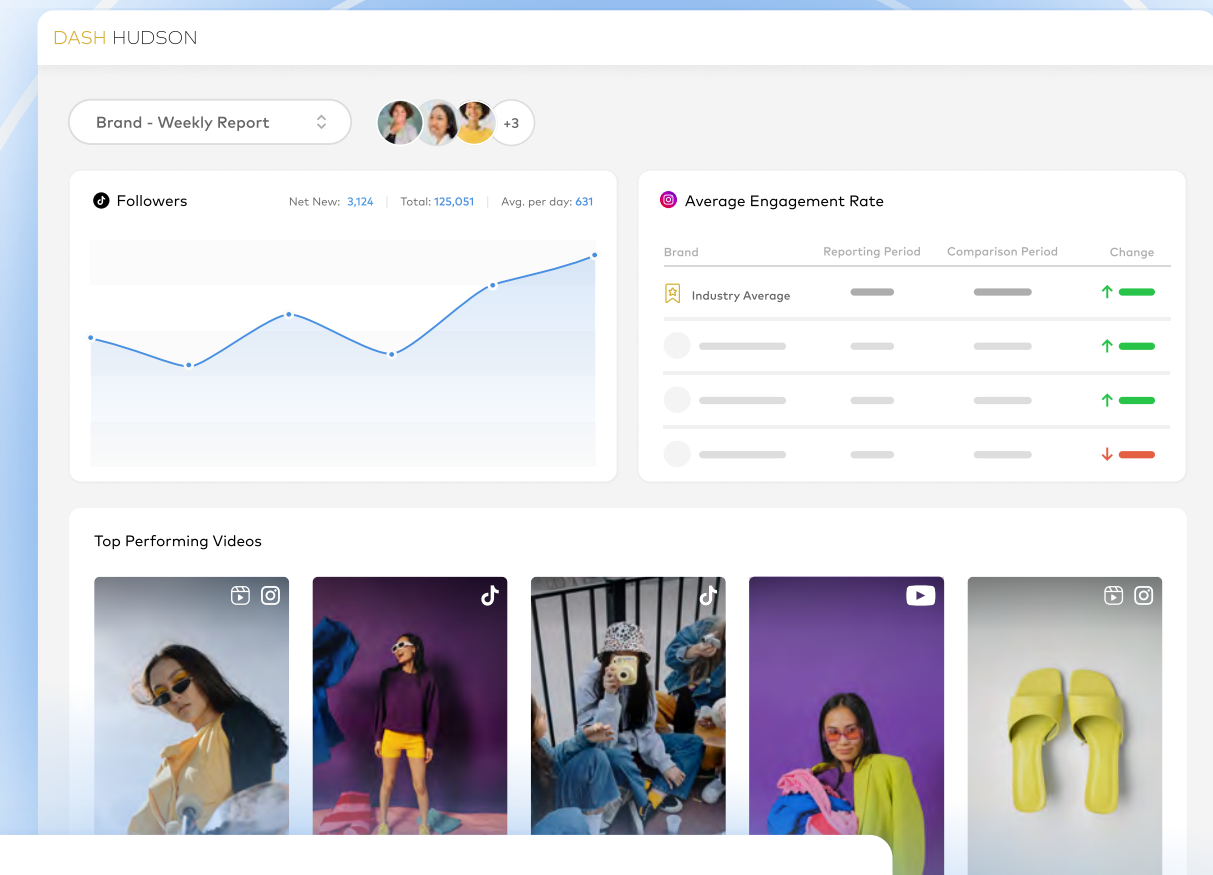 DASH HUDSON
Brand - Weekly Report
+3
Followers
Net New: 3,124
Total: 125,051
Avg. per day: 631
Average Engagement Rate
Brand Reporting Period Comparison Period Change
Industry Average
Top Performing Videos